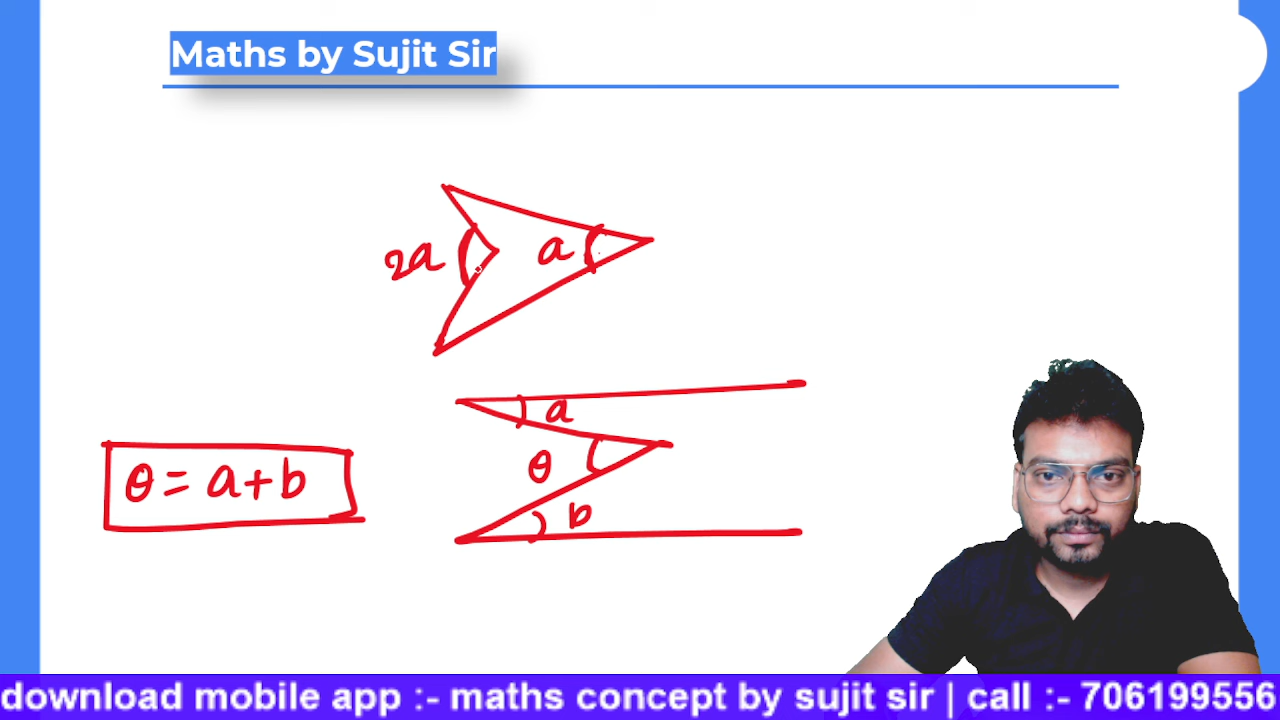 Maths by Sujit Sir
2a
a
a
θ
θ = a+b
b
download mobile app :- maths concept by sujit sir | call :- 706199556